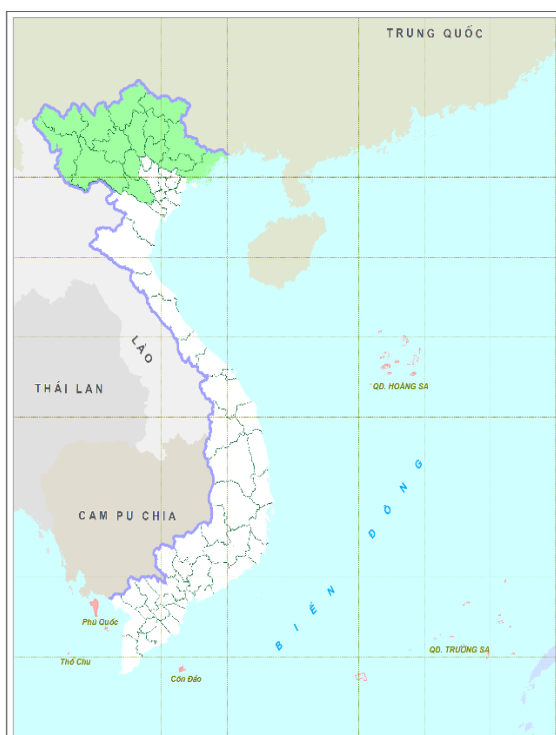 TRUNG QUỐC
LÀO
THÁI LAN
QĐ. HOÀNG SA
CAM PU CHIA
BIỂN ĐÔNG
Phú Quốc
Thổ Chu
Côn Đảo
QĐ. TRƯỜNG SA